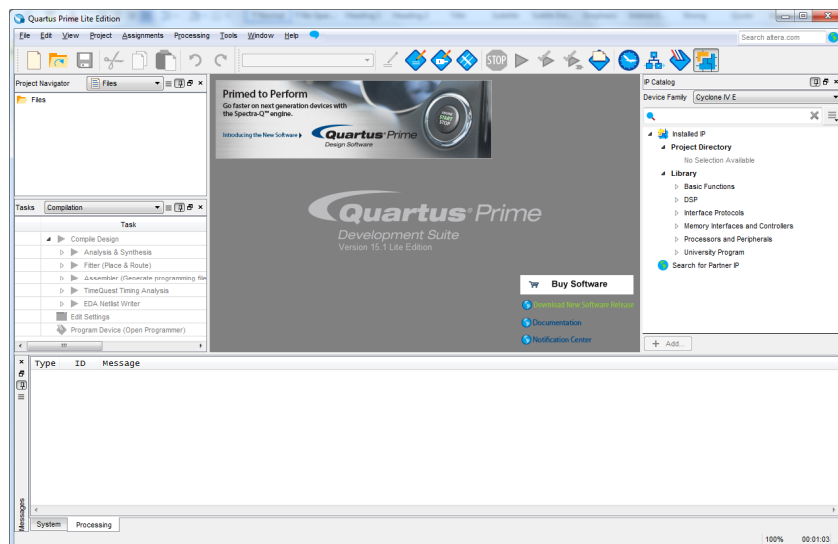 Quartus Prime Lite Edition
File Edit View Project Assignments Processing Tools Window Help
Search altera.com
Project Navigator Files
Files
Tasks Compilation
Task
Compile Design
Analysis & Synthesis
Fitter (Place & Route)
Assembler (Generate programming file
TimeQuest Timing Analysis
EDA Netlist Writer
Edit Settings
Program Device (Open Programmer)
Primed to Perform
Go faster on next generation devices with
the Spectra-Q™ engine.
Introducing the New Software
Quartus Prime
Design Software
ENGINE
START
STOP
Quartus Prime
Development Suite
Version 15.1 Lite Edition
Buy Software
Download New Software Release
Documentation
Notification Center
IP Catalog
Device Family Cyclone IV E
Installed IP
Project Directory
No Selection Available
Library
Basic Functions
DSP
Interface Protocols
Memory Interfaces and Controllers
Processors and Peripherals
University Program
Search for Partner IP
+ Add...
Type ID Message
Messages
System Processing
100% 00:01:03